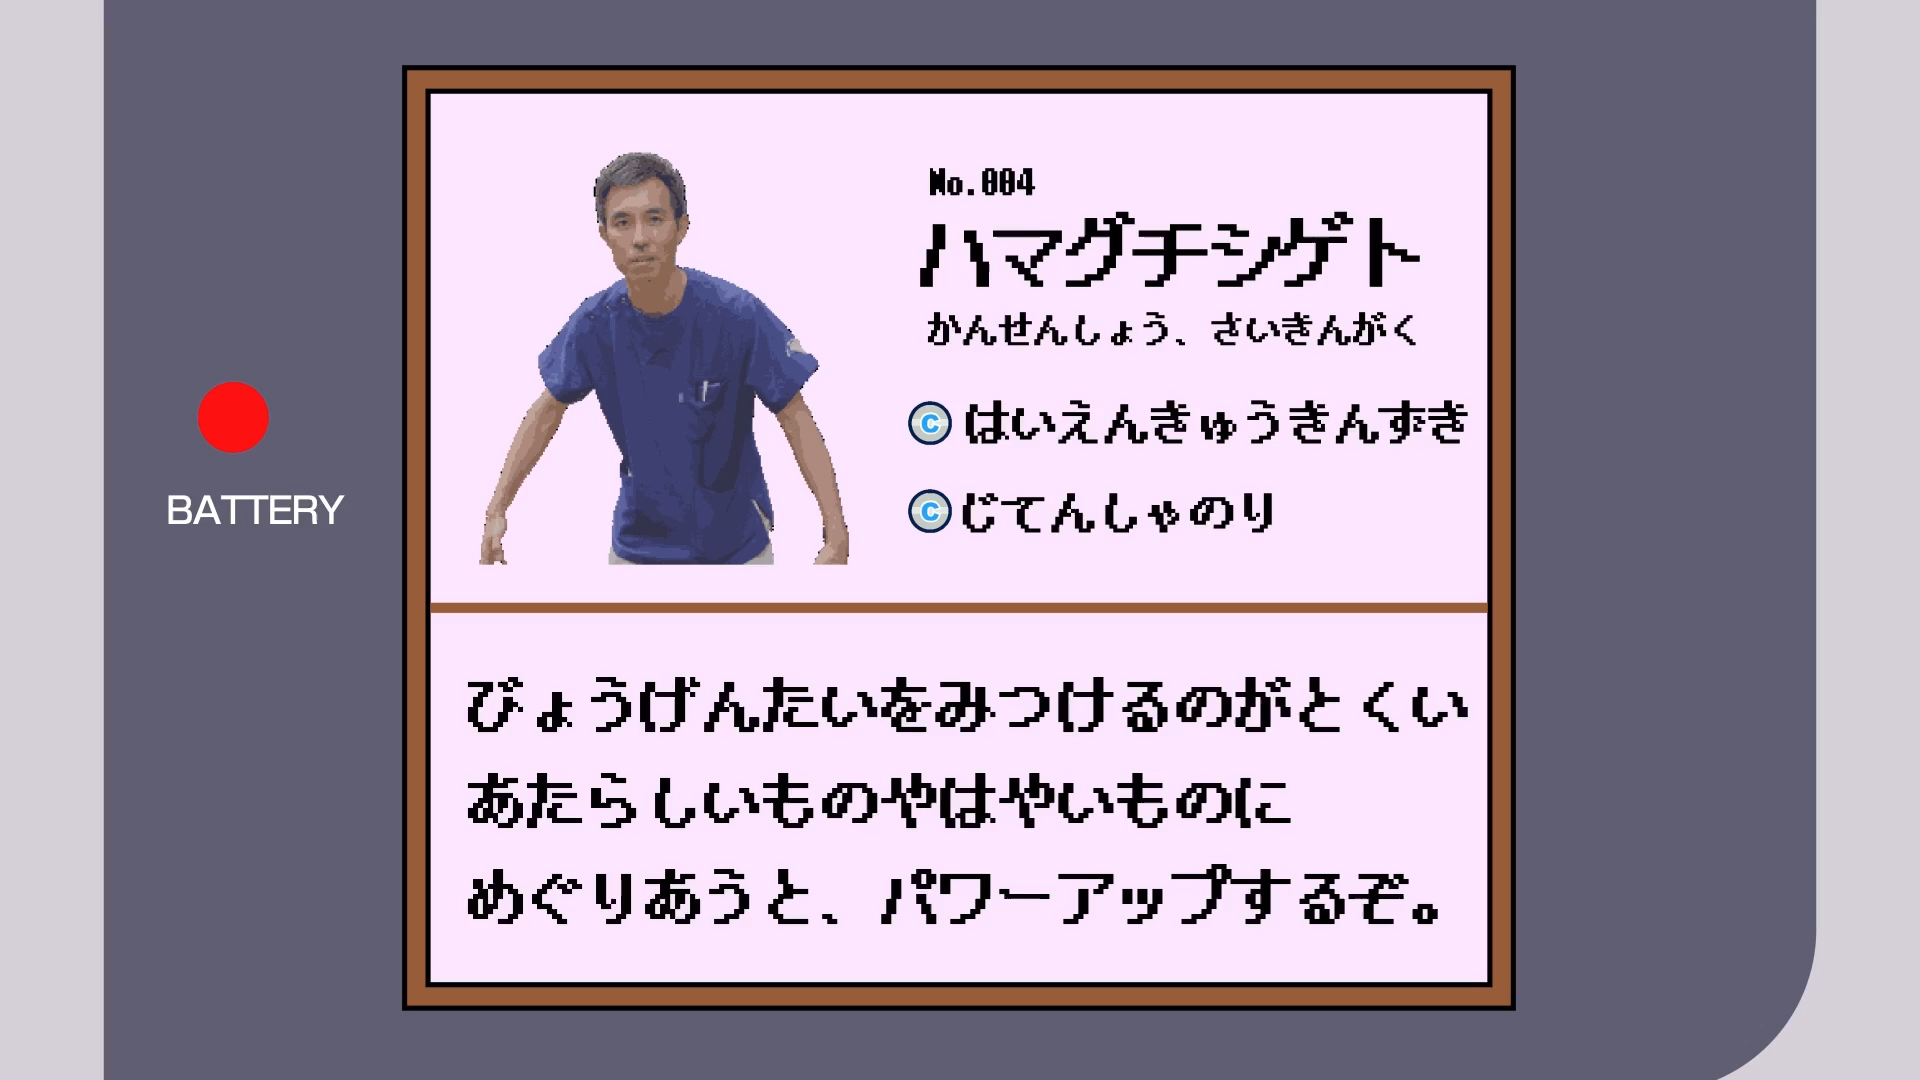 BATTERY
No.004
ハマグチシゲト
かんせんしょう、さいきんがく
C はいえんきゅうきんずき
C じてんしゃのり
びょうげんたいをみつけるのがとくい
あたらしいものやはやいものに
めぐりあうと、パワーアップするぞ。